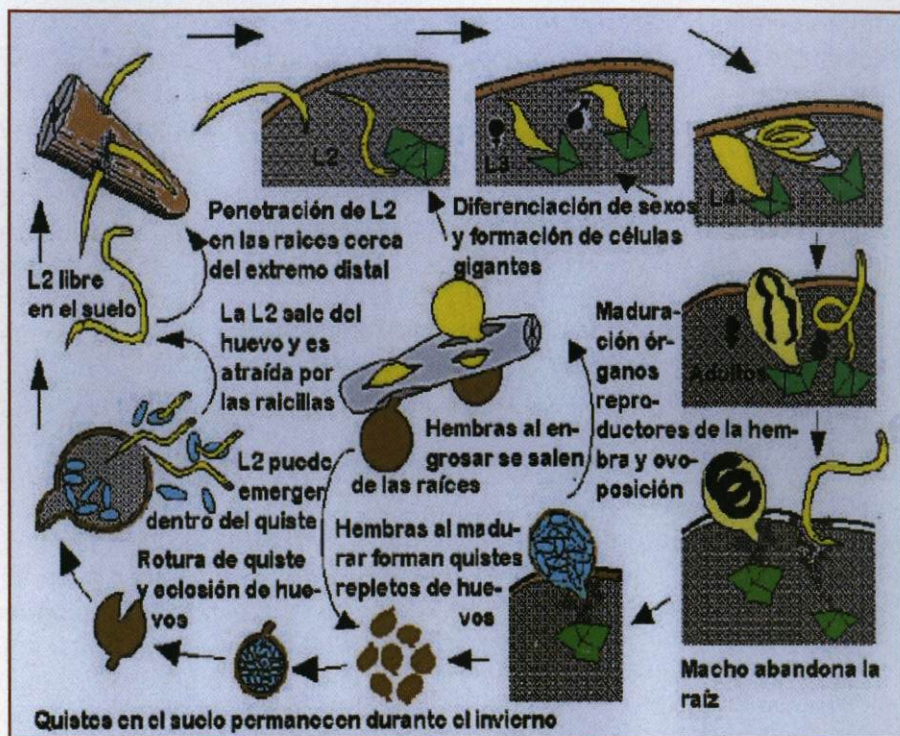 L2
L3
L4
Penetración de L2
en las raíces cerca
del extremo distal
Diferenciación de sexos
y formación de células
gigantes
L2 libre
en el suelo
La L2 sale del
huevo y es
atraída por
las raicillas
Madura-
ción ór-
ganos
repro-
ductores de la hem-
bra y ovo-
posición
Adultos
Hembras al en-
grosar se salen
de las raíces
L2 puede
emerger
dentro del quiste
Hembras al madu-
rar forman quistes
repletos de hue-
vos
Rotura de quiste
y eclosión de hue-
vos
Macho abandona la
raíz
Quistes en el suelo permanecen durante el invierno